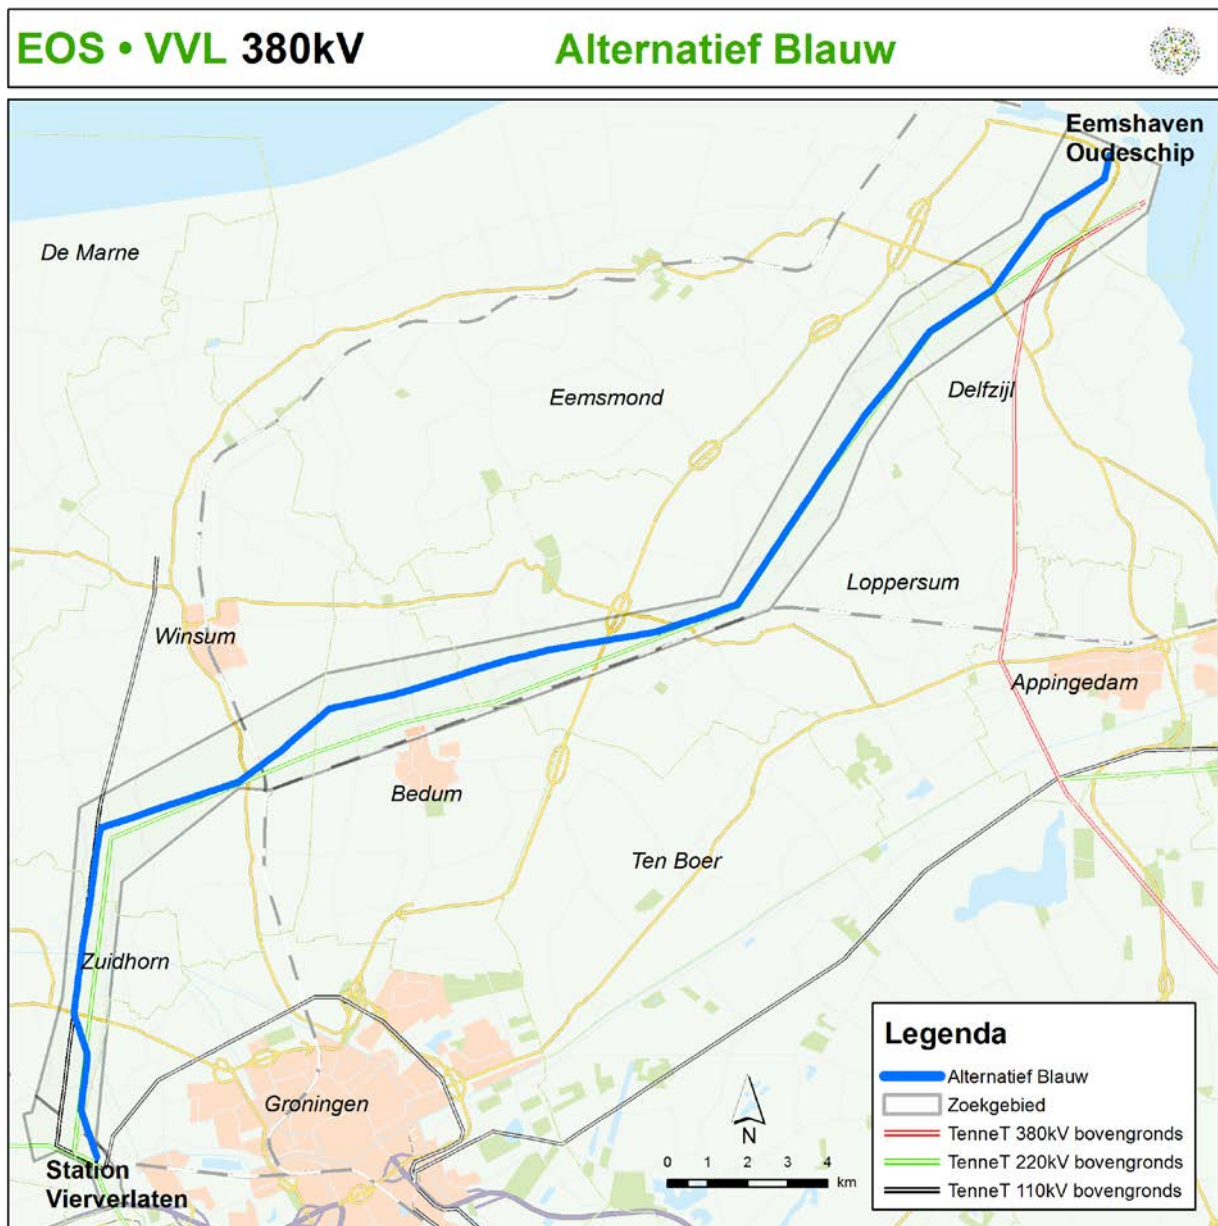 EOS • VVL 380kV Alternatief Blauw
Eemshaven
Oudeschip
De Marne
Eemsmond
Delfzijl
Loppersum
Winsum
Appingedam
Bedum
Ten Boer
Zuidhorn
Groningen
Station
Vierverlaten
N
0 1 2 3 4
km
Legenda
Alternatief Blauw
Zoekgebied
TenneT 380kV bovengronds
TenneT 220kV bovengronds
TenneT 110kV bovengronds